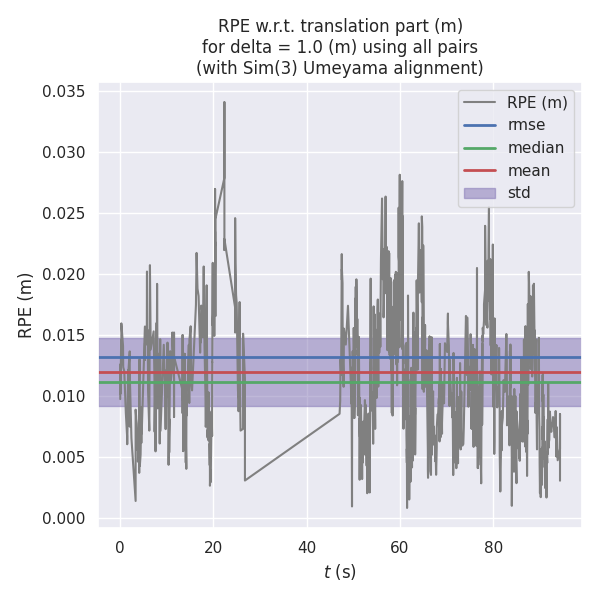 RPE w.r.t. translation part (m)
for delta = 1.0 (m) using all pairs
(with Sim(3) Umeyama alignment)
RPE (m)
rmse
median
mean
std
0.035
0.030
0.025
0.020
0.015
0.010
0.005
0.000
RPE (m)
0 20 40 60 80
t (s)